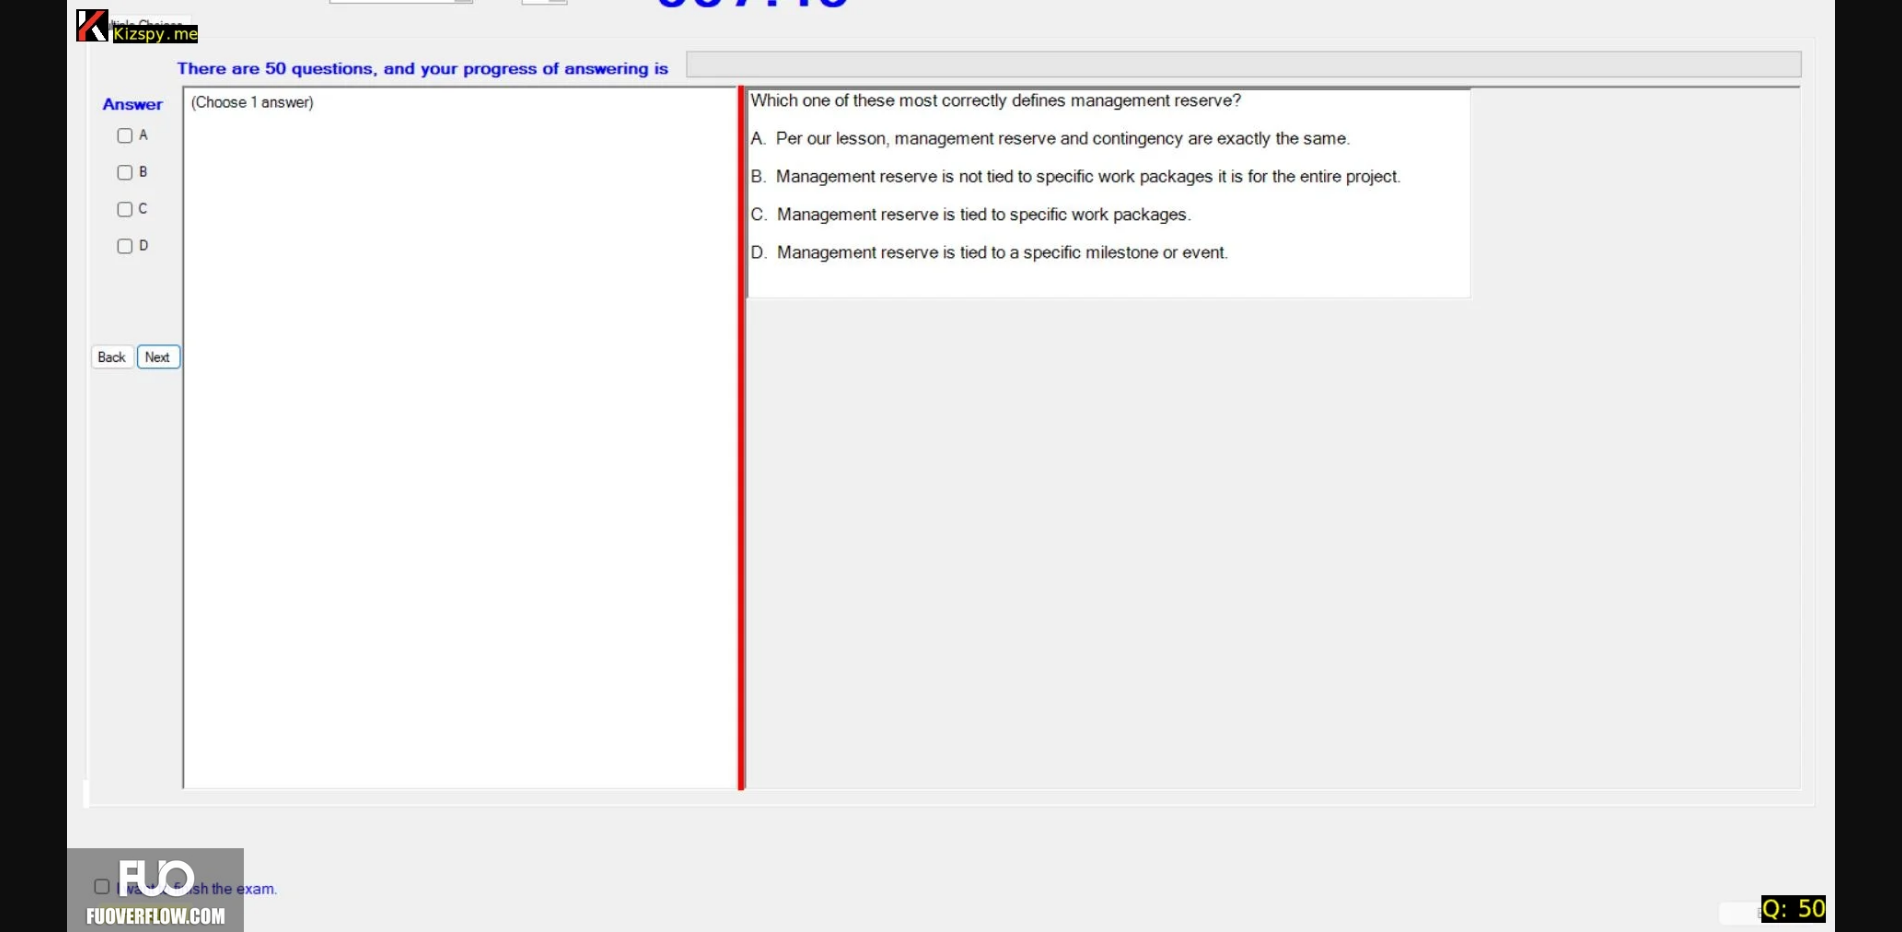 Kizspy.me
There are 50 questions, and your progress of answering is
Answer
(Choose 1 answer)
A
B
C
D
Back
Next
Which one of these most correctly defines management reserve?
A. Per our lesson, management reserve and contingency are exactly the same.
B. Management reserve is not tied to specific work packages it is for the entire project.
C. Management reserve is tied to specific work packages.
D. Management reserve is tied to a specific milestone or event.
FUO
the exam.
FUOVERFLOW.COM
Q: 50